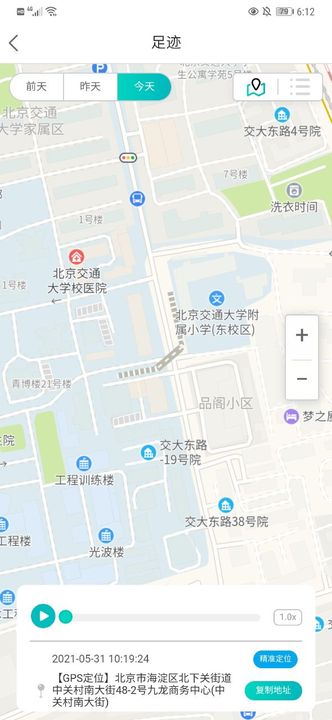 HD 4G 79 6:12
足迹
前天 昨天 今天
生公寓学苑5号楼
北京交通
大学家属区
交大东路4号院
7号楼
洗衣时间
1号楼
北京交通
大学校医院
1号楼
北京交通大学附
属小学(东校区)
+
−
青博楼21号楼
品阁小区
梦之屋
交大东路
-19号院
工程训练楼
交大东路38号院
工程楼
光波楼
1.0x
2021-05-31 10:19:24 精准定位
【GPS定位】北京市海淀区北下关街道
中关村南大街48-2号九龙商务中心(中
关村南大街)
复制地址